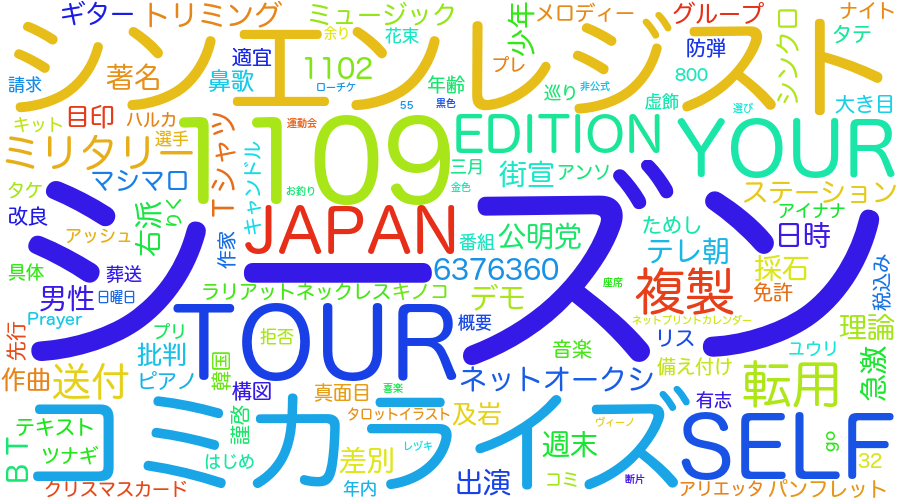 ギター
トリミング
ミュージック
余り
花束
少年
メロディー
グループ
ナイト
シンエンレジスト
著名
鼻歌
適宜
1102
ローチケ
年齢
プレ
防弾
シンクロ
タテ
請求
800
非公式
巡り
虚飾
大き目
選び
キット
目印
ハルカ
選手
運動会
55
黒色
1109
EDITION
YOUR
ミリタリー
Tシャツ
キャンドル
お釣り
三月
金色
街宣
アンソ
マシマロ
ステーション
タケ
改良
右派
りく
アッシュ
作家
JAPAN
番組
公明党
ためし
テレ朝
アイナナ
日時
シーズン
具体
葬送
男性
日曜日
6376360
ラリアットネックレスキノコ
デモ
座席
複製
採石
免許
税込み
Prayer
先行
プリ
批判
ピアノ
韓国
拒否
TOUR
概要
音楽
ネットプリントカレンダー
リス
理論
ユウリ
作曲
送付
構図
真面目
喜楽
ネットオークシ
備え付け
転用
急激
有志
コミカライズ
テキスト
ツナギ
BT
謹啓
はじめ
タロットイラスト
及岩
ヴィーノ
レヅキ
差別
週末
SELF
go
32
クリスマスカード
年内
出演
コミ
断片
アリエッタ
パンフレット